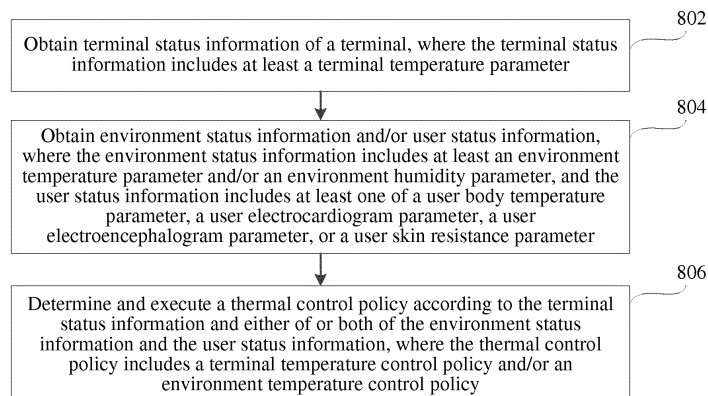 802
Obtain terminal status information of a terminal, where the terminal status
information includes at least a terminal temperature parameter
804
Obtain environment status information and/or user status information,
where the environment status information includes at least an environment
temperature parameter and/or an environment humidity parameter, and the
user status information includes at least one of a user body temperature
parameter, a user electrocardiogram parameter, a user
electroencephalogram parameter, or a user skin resistance parameter
806
Determine and execute a thermal control policy according to the terminal
status information and either of or both of the environment status
information and the user status information, where the thermal control
policy includes a terminal temperature control policy and/or an
environment temperature control policy